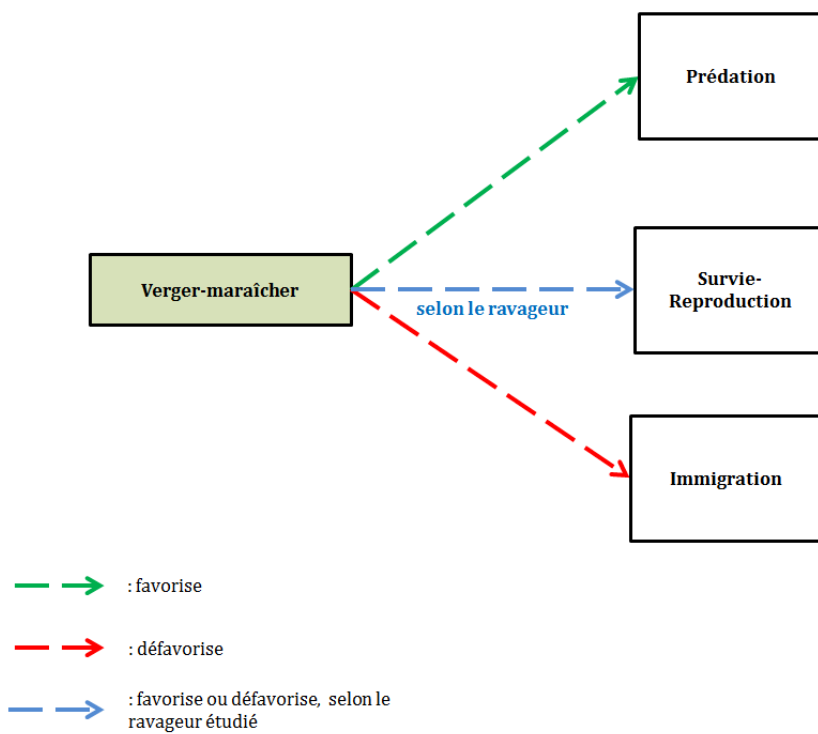 Prédation
Verger-maraîcher
selon le ravageur
Survie-
Reproduction
Immigration
: favorise
: défavorise
: favorise ou défavorise, selon le
ravageur étudié